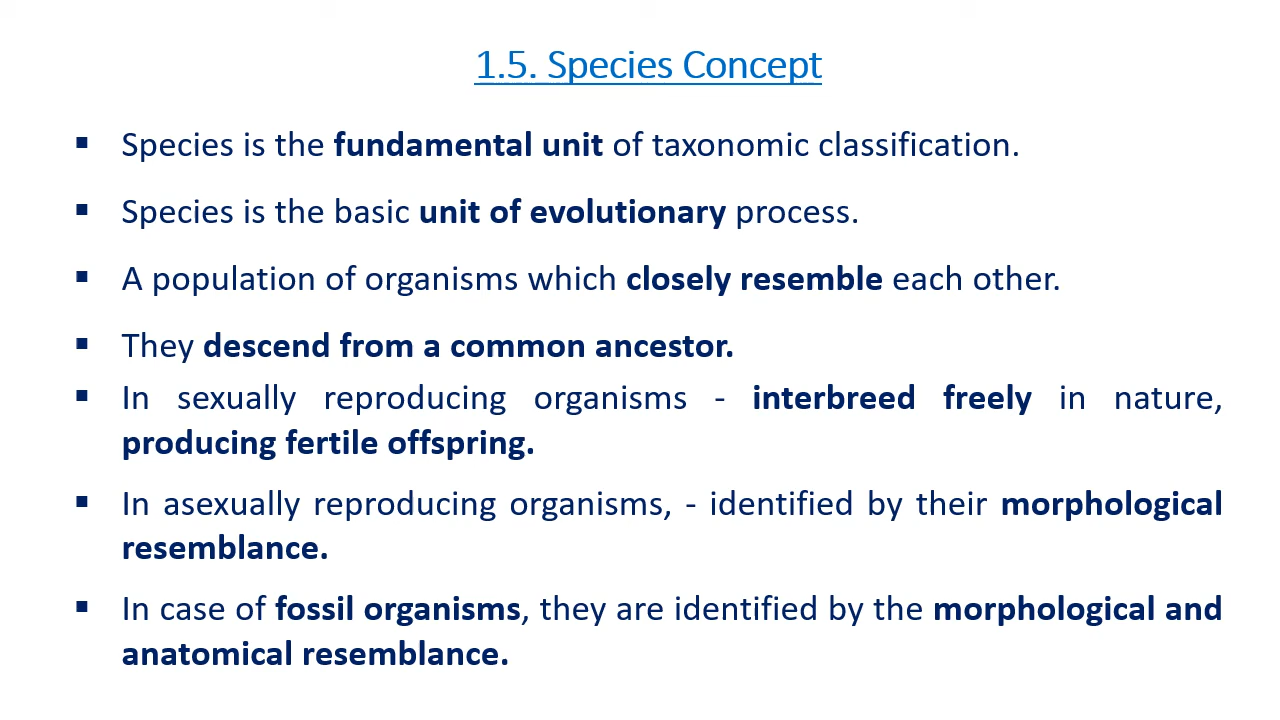 1.5. Species Concept
▪ Species is the fundamental unit of taxonomic classification.
▪ Species is the basic unit of evolutionary process.
▪ A population of organisms which closely resemble each other.
▪ They descend from a common ancestor.
▪ In sexually reproducing organisms - interbreed freely in nature,
producing fertile offspring.
▪ In asexually reproducing organisms, - identified by their morphological
resemblance.
▪ In case of fossil organisms, they are identified by the morphological and
anatomical resemblance.